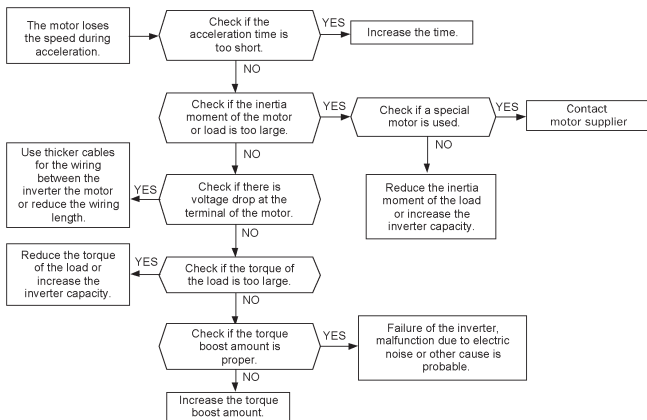 The motor loses
the speed during
acceleration.
Check if the
acceleration time is
too short.
YES
Increase the time.
NO
Check if the inertia
moment of the motor
or load is too large.
YES
Check if a special
motor is used.
YES
Contact
motor supplier
NO
NO
Reduce the inertia
moment of the load
or increase the
inverter capacity.
Use thicker cables
for the wiring
between the
inverter the motor
or reduce the wiring
length.
YES
Check if there is
voltage drop at the
terminal of the motor.
NO
Reduce the torque
of the load or
increase the
inverter capacity.
YES
Check if the torque of
the load is too large.
NO
Check if the torque
boost amount is
proper.
YES
Failure of the inverter,
malfunction due to electric
noise or other cause is
probable.
NO
Increase the torque
boost amount.